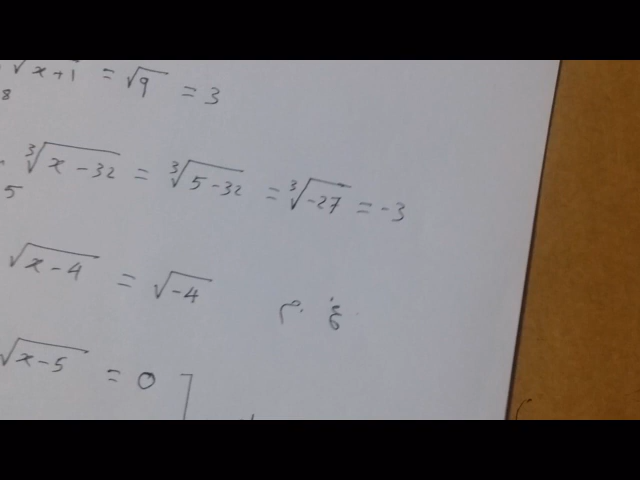 √x+1 = √9 = 3
8
∛x-32 = ∛5-32 = ∛-27 = -3
5
√x-4 = √-4 غ.م
√x-5 = 0